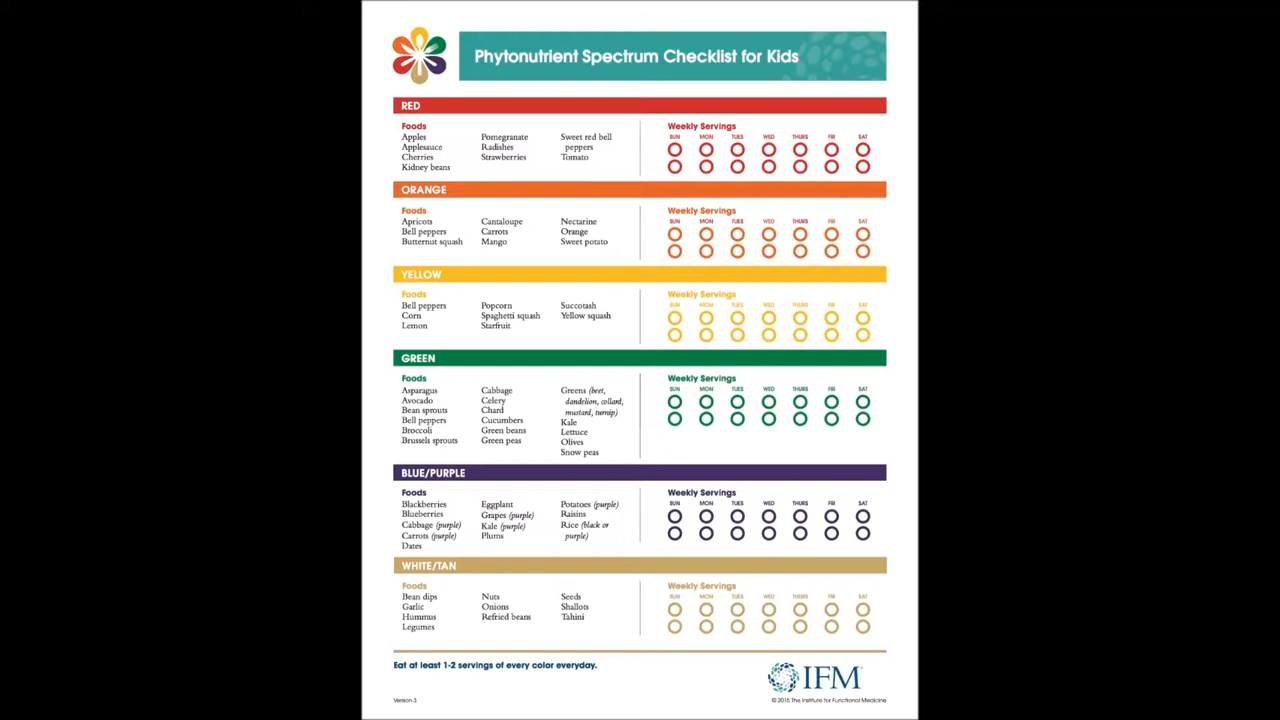 Phytonutrient Spectrum Checklist for Kids
RED
Foods
Apples
Applesauce
Cherries
Kidney beans
Pomegranate
Radishes
Strawberries
Sweet red bell
peppers
Tomato
Weekly Servings
SUN MON TUES WED THURS FRI SAT
ORANGE
Foods
Apricots
Bell peppers
Butternut squash
Cantaloupe
Carrots
Mango
Nectarine
Orange
Sweet potato
Weekly Servings
SUN MON TUES WED THURS FRI SAT
YELLOW
Foods
Bell peppers
Corn
Lemon
Popcorn
Spaghetti squash
Starfruit
Succotash
Yellow squash
Weekly Servings
SUN MON TUES WED THURS FRI SAT
GREEN
Foods
Asparagus
Avocado
Bean sprouts
Bell peppers
Broccoli
Brussels sprouts
Cabbage
Celery
Chard
Cucumbers
Green beans
Green peas
Greens (beet,
dandelion, collard,
mustard, turnip)
Kale
Lettuce
Olives
Snow peas
Weekly Servings
SUN MON TUES WED THURS FRI SAT
BLUE/PURPLE
Foods
Blackberries
Blueberries
Cabbage (purple)
Carrots (purple)
Dates
Eggplant
Grapes (purple)
Kale (purple)
Plums
Potatoes (purple)
Raisins
Rice (black or
purple)
Weekly Servings
SUN MON TUES WED THURS FRI SAT
WHITE/TAN
Foods
Bean dips
Garlic
Hummus
Legumes
Nuts
Onions
Refried beans
Seeds
Shallots
Tahini
Weekly Servings
SUN MON TUES WED THURS FRI SAT
Eat at least 1-2 servings of every color everyday.
IFM
Version 3
© 2015 The Institute for Functional Medicine